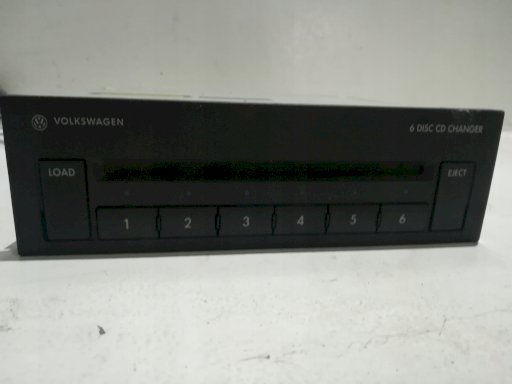 VOLKSWAGEN
6 DISC CD CHANGER
LOAD
EJECT
1 2 3 4 5 6